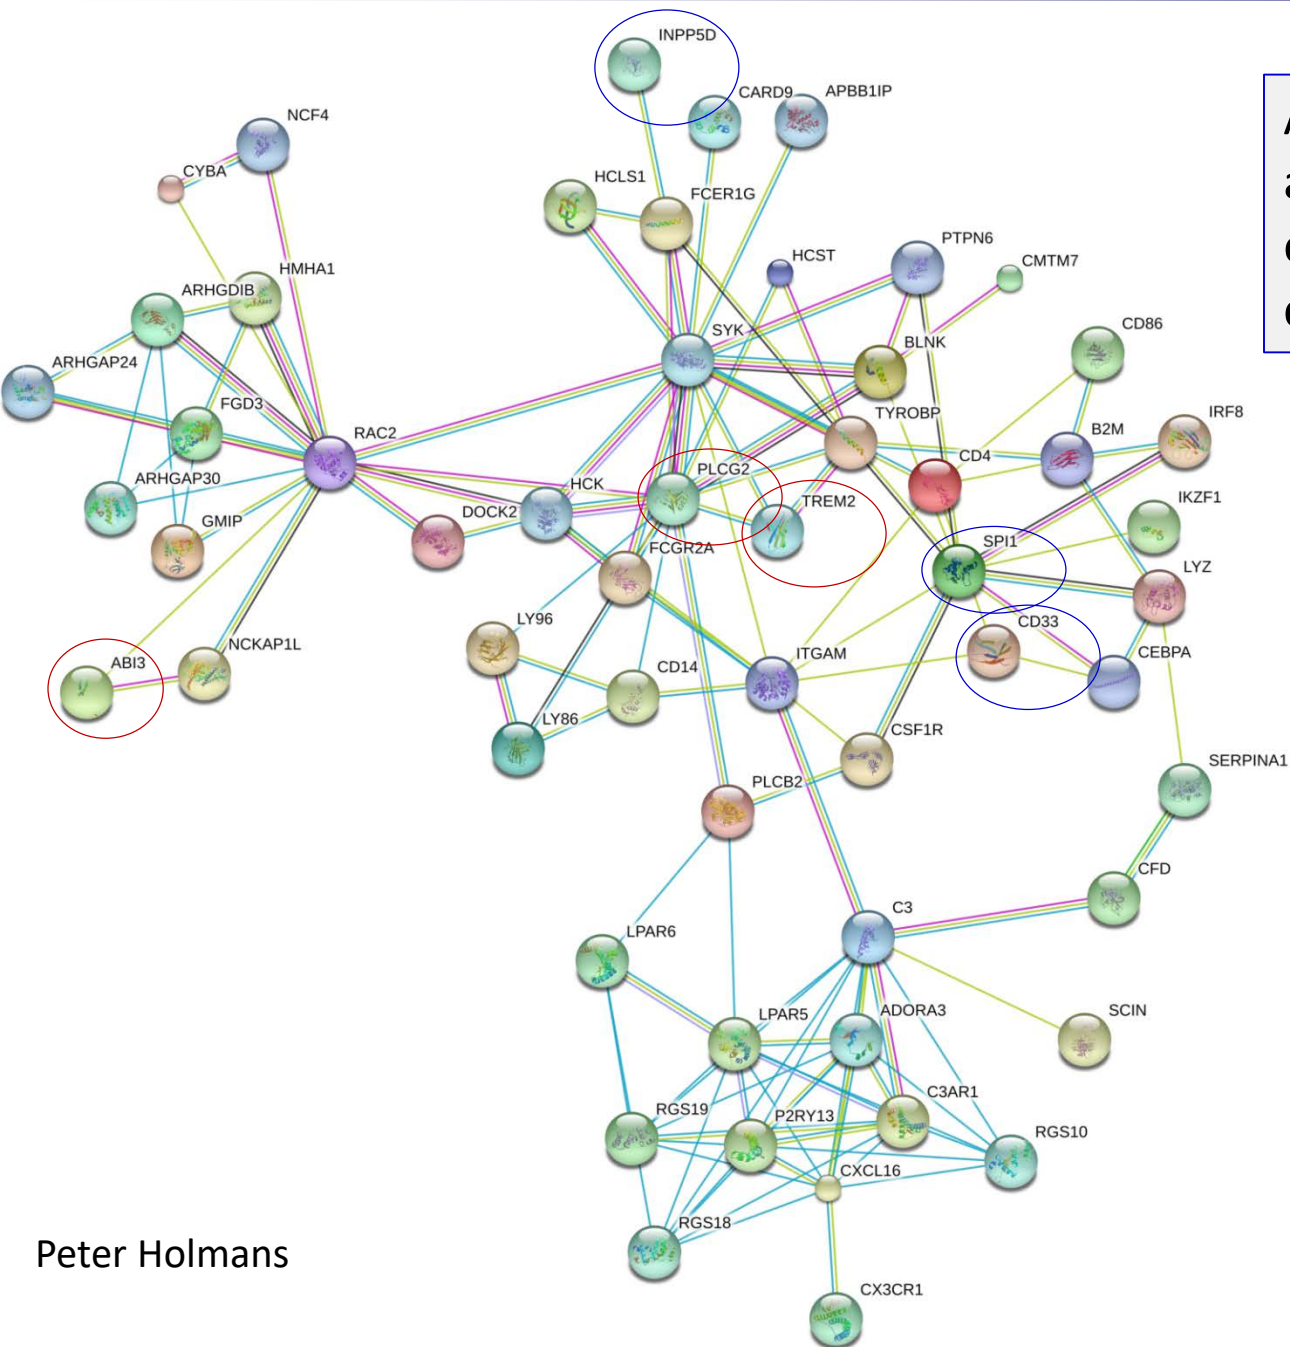 INPP5D
CARD9
APBB1IP
NCF4
CYBA
HCLS1
FCER1G
PTPN6
HCST
CMTM7
HMHA1
ARHGDIB
SYK
CD86
BLNK
ARHGAP24
FGD3
TYROBP
IRF8
RAC2
B2M
CD4
PLCG2
ARHGAP30
HCK
TREM2
IKZF1
GMIP
DOCK2
SPI1
FCGR2A
LYZ
LY96
CD33
NCKAP1L
ABI3
CD14
ITGAM
CEBPA
LY86
CSF1R
SERPINA1
PLCB2
CFD
C3
LPAR6
LPAR5
ADORA3
SCIN
C3AR1
RGS19
P2RY13
RGS10
CXCL16
RGS18
Peter Holmans
CX3CR1